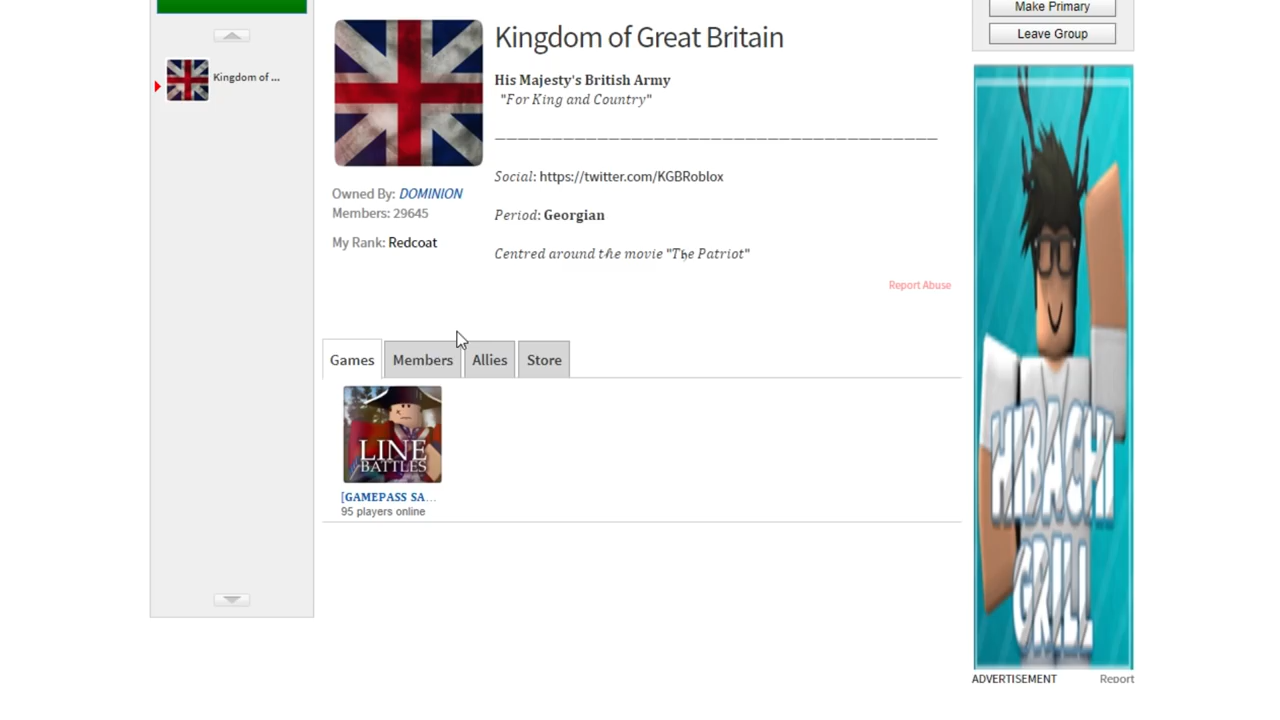 Make Primary
Leave Group
Kingdom of ...
Kingdom of Great Britain
His Majesty's British Army
"For King and Country"
Social: https://twitter.com/KGBRoblox
Period: Georgian
Centred around the movie "The Patriot"
Owned By: DOMINION
Members: 29645
My Rank: Redcoat
Report Abuse
Games
Members
Allies
Store
LINE
BATTLES
[GAMEPASS SA...
95 players online
HIBACHI
GRILL
ADVERTISEMENT
Report